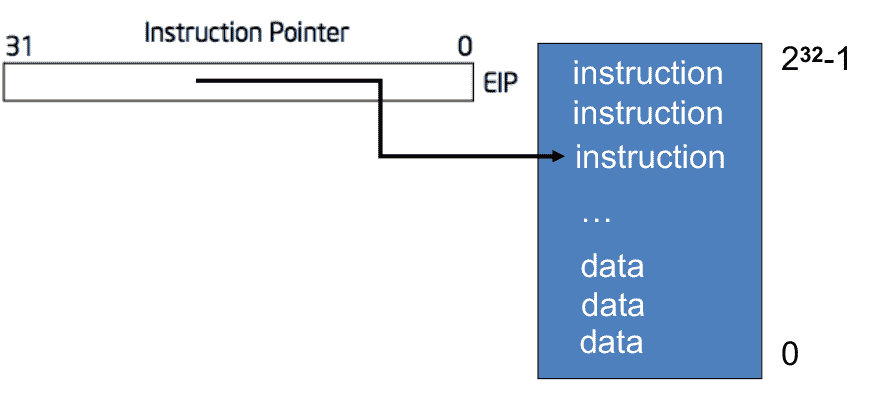 Instruction Pointer
31 0
EIP
instruction
instruction
instruction
...
data
data
data
2³²-1
0